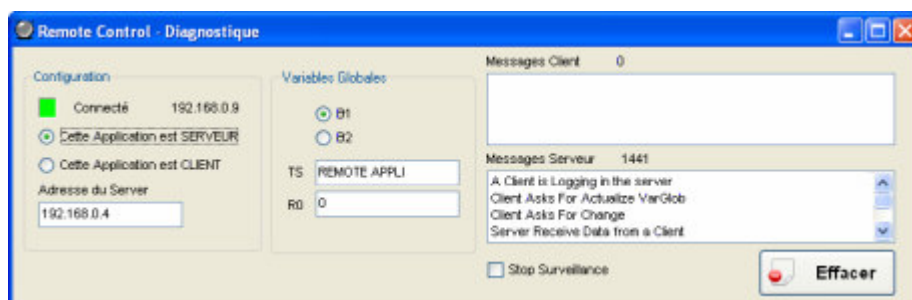 Remote Control - Diagnostique
Configuration
Connecté 192.168.0.9
Cette Application est SERVEUR
Cette Application est CLIENT
Adresse du Server
192.168.0.4
Variables Globales
B1
B2
TS REMOTE APPLI
R0 0
Messages Client 0
Messages Serveur 1441
A Client is Logging in the server
Client Asks For Actualize VarGlob
Client Asks For Change
Server Receive Data from a Client
Stop Surveillance
Effacer